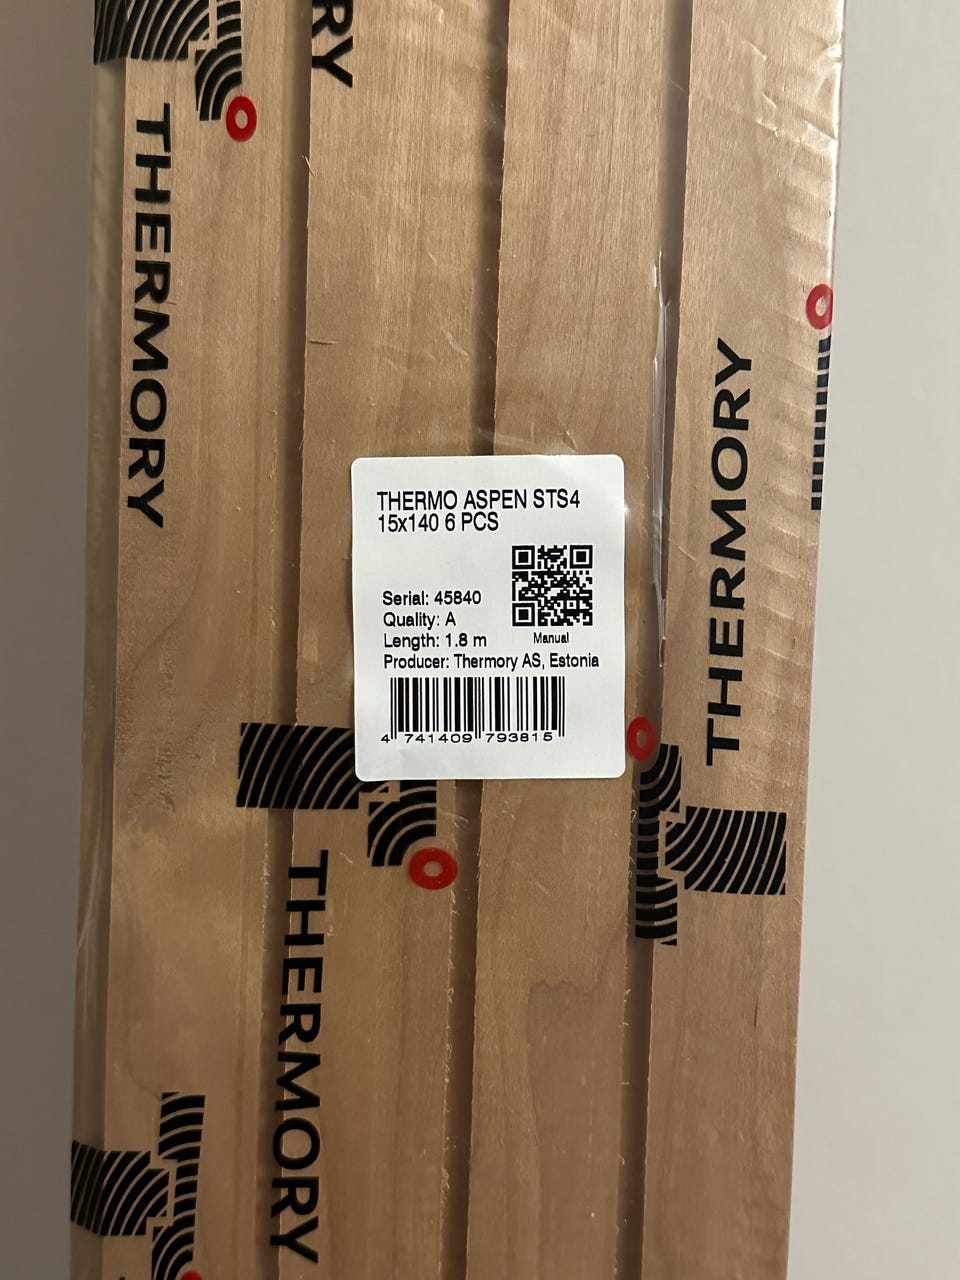 RY
THERMORY
THERMORY
THERMO ASPEN STS4
15x140 6 PCS
Serial: 45840
Quality: A
Length: 1.8 m
Manual
Producer: Thermory AS, Estonia
4 741409 793815
THERMORY